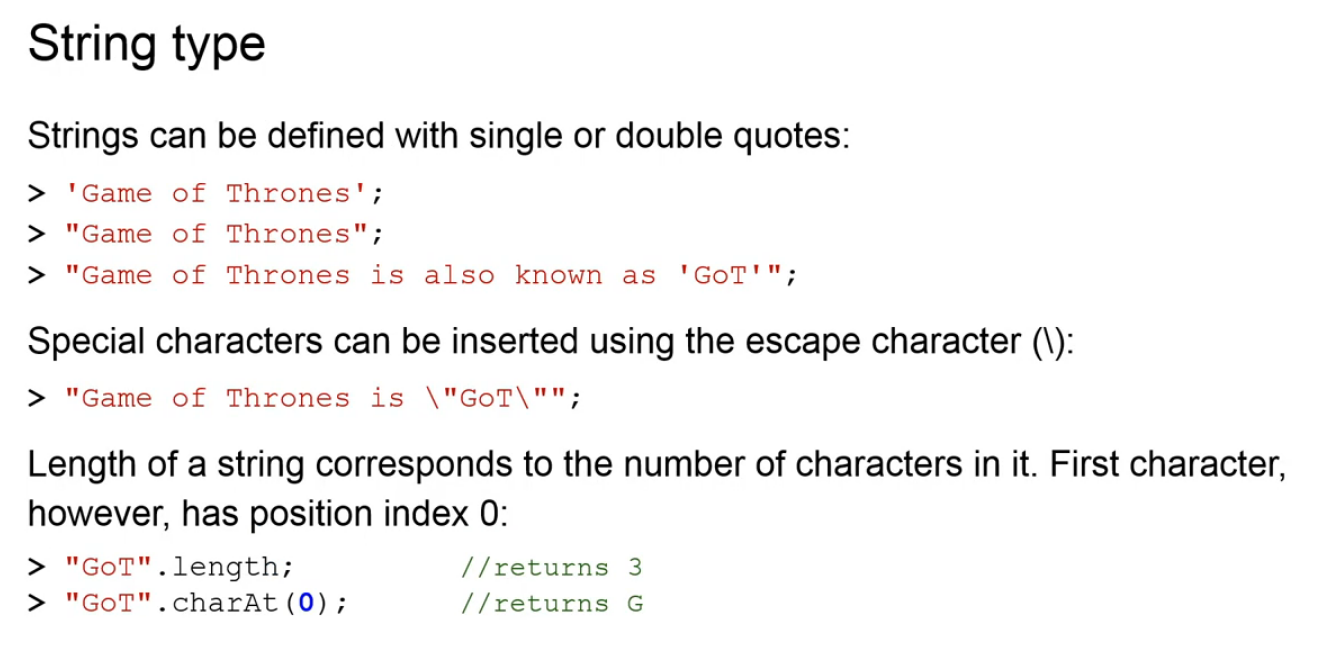 String type
Strings can be defined with single or double quotes:
> 'Game of Thrones';
> "Game of Thrones";
> "Game of Thrones is also known as 'GoT'";
Special characters can be inserted using the escape character (\):
> "Game of Thrones is \"GoT\"";
Length of a string corresponds to the number of characters in it. First character,
however, has position index 0:
> "GoT".length; //returns 3
> "GoT".charAt(0); //returns G